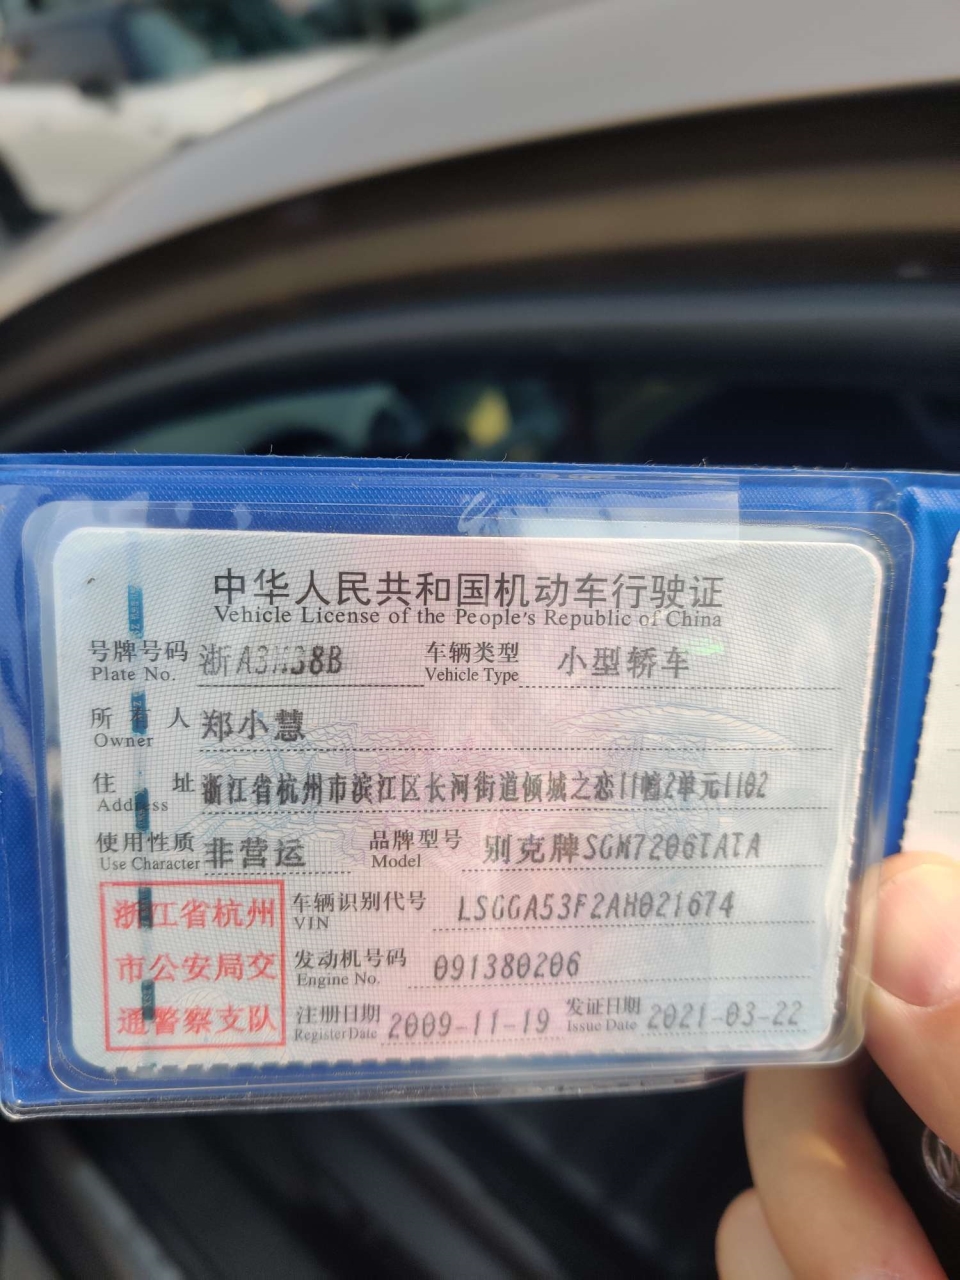 中华人民共和国机动车行驶证
Vehicle License of the People's Republic of China
号牌号码 车辆类型 小型轿车
Plate No. Vehicle Type
所有人 郑小慧
Owner
住址 浙江省杭州市滨江区长河街道倾城之恋11幢2单元1102
Address
使用性质 非营运 品牌型号 别克牌SGM7206TATA
Use Character Model
浙江省杭州 车辆识别代号 LSGGA53F2AH021674
VIN
市公安局交 发动机号码 091380206
Engine No.
通警察支队 注册日期 2009-11-19 发证日期 2021-03-22
Register Date Issue Date